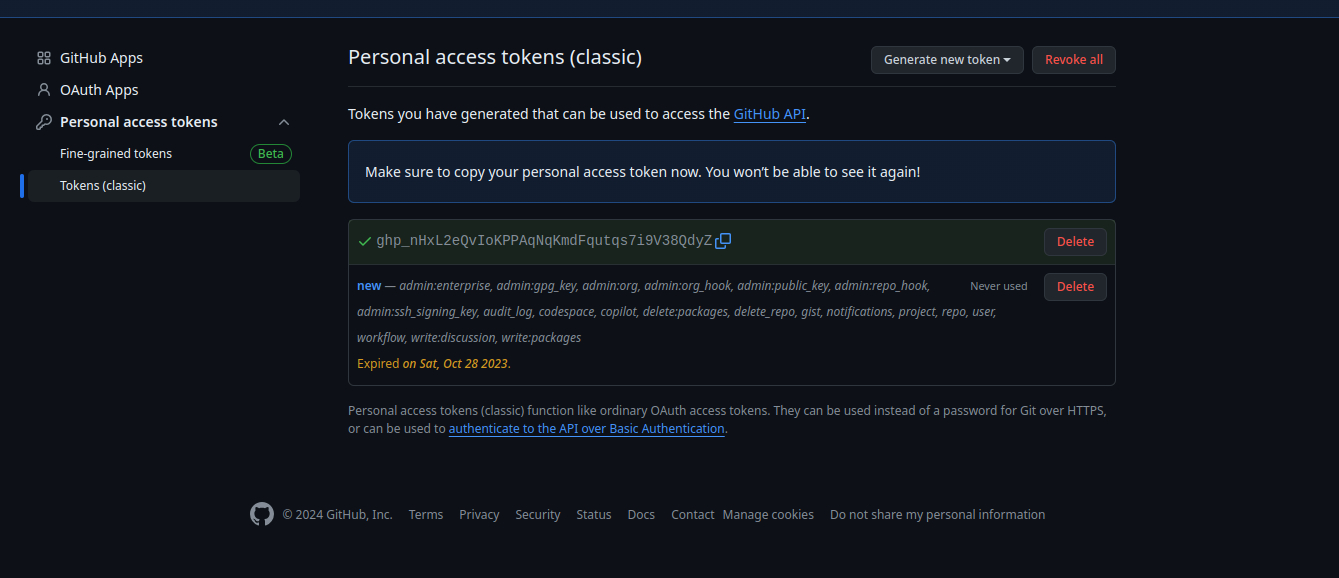 GitHub Apps
OAuth Apps
Personal access tokens
Fine-grained tokens Beta
Tokens (classic)
Personal access tokens (classic)
Generate new token
Revoke all
Tokens you have generated that can be used to access the GitHub API.
Make sure to copy your personal access token now. You won't be able to see it again!
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
Delete
new — admin:enterprise, admin:gpg_key, admin:org, admin:org_hook, admin:public_key, admin:repo_hook,
admin:ssh_signing_key, audit_log, codespace, copilot, delete:packages, delete_repo, gist, notifications, project, repo, user,
workflow, write:discussion, write:packages
Never used
Delete
Expired on Sat, Oct 28 2023.
Personal access tokens (classic) function like ordinary OAuth access tokens. They can be used instead of a password for Git over HTTPS,
or can be used to authenticate to the API over Basic Authentication.
© 2024 GitHub, Inc. Terms Privacy Security Status Docs Contact Manage cookies Do not share my personal information